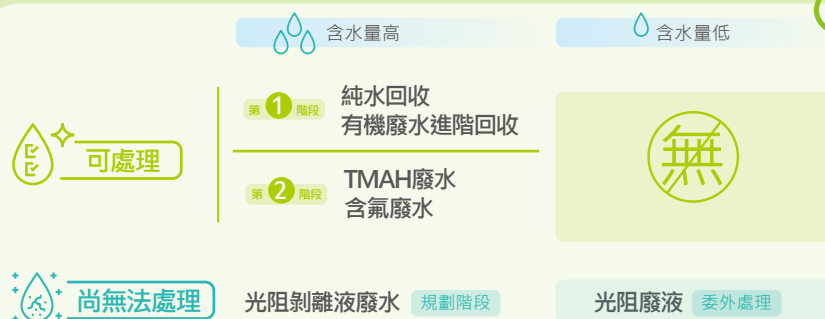 含水量高
含水量低
可處理
第 1 階段
純水回收
有機廢水進階回收
無
第 2 階段
TMAH廢水
含氟廢水
尚無法處理
光阻剝離液廢水 規劃階段
光阻廢液 委外處理